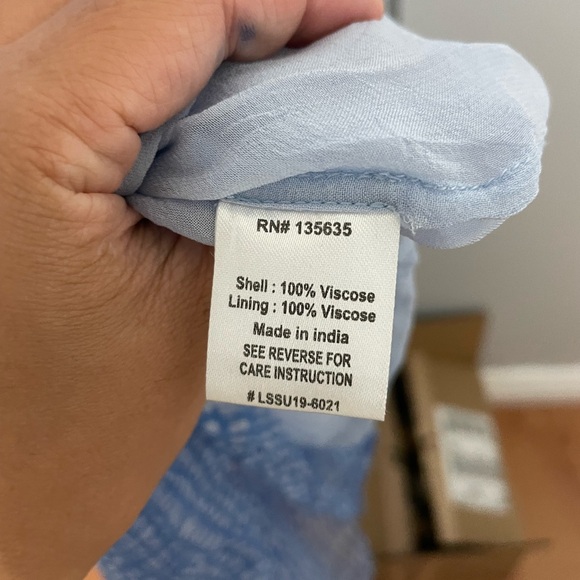 RN# 135635
Shell : 100% Viscose
Lining : 100% Viscose
Made in india
SEE REVERSE FOR
CARE INSTRUCTION
# LSSU19-6021